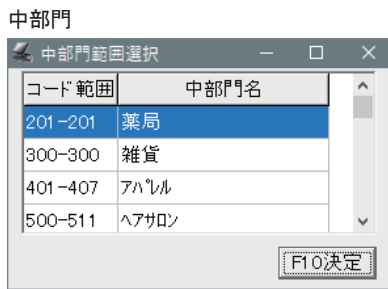 中部門
中部門範囲選択
コード範囲 中部門名
201-201 薬局
300-300 雑貨
401-407 ｱﾊﾟﾚﾙ
500-511 ﾍｱｻﾛﾝ
F10決定